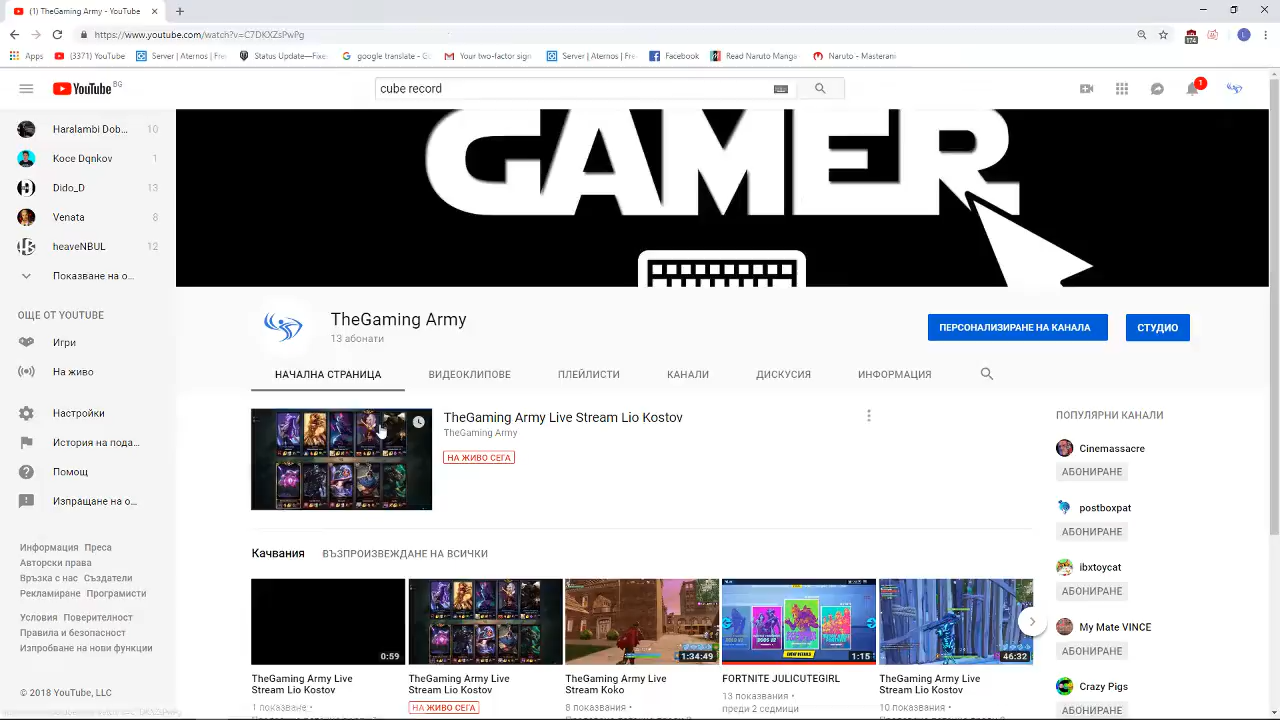 (1) TheGaming Army - YouTube
https://www.youtube.com/watch?v=C7DKXZsPwPg
174
Apps
(3371) YouTube
Server | Aternos | Fre
Status Update—Fixe
google translate - G
Your two-factor sign
Server | Aternos | Fre
Facebook
Read Naruto Manga
Naruto - Masterani
YouTube BG
cube record
1
Haralambi Dob... 10
Koce Dqnkov 1
Dido_D 13
Venata 8
heaveNBUL 12
Показване на о...
ОЩЕ ОТ YOUTUBE
Игри
На живо
Настройки
История на пода...
Помощ
Изпращане на о...
Информация Преса
Авторски права
Връзка с нас Създатели
Рекламиране Програмисти
Условия Поверителност
Правила и безопасност
Изпробване на нови функции
© 2018 YouTube, LLC
GAMER
TheGaming Army
13 абонати
ПЕРСОНАЛИЗИРАНЕ НА КАНАЛА
СТУДИО
НАЧАЛНА СТРАНИЦА
ВИДЕОКЛИПОВЕ
ПЛЕЙЛИСТИ
КАНАЛИ
ДИСКУСИЯ
ИНФОРМАЦИЯ
TheGaming Army Live Stream Lio Kostov
TheGaming Army
НА ЖИВО СЕГА
Качвания
ВЪЗПРОИЗВЕЖДАНЕ НА ВСИЧКИ
0:59
TheGaming Army Live
Stream Lio Kostov
1 показване •
TheGaming Army Live
Stream Lio Kostov
НА ЖИВО СЕГА
1:34:49
TheGaming Army Live
Stream Koko
8 показвания •
1:15
FORTNITE JULICUTEGIRL
13 показвания •
преди 2 седмици
46:32
TheGaming Army Live
Stream Lio Kostov
10 показвания •
ПОПУЛЯРНИ КАНАЛИ
Cinemassacre
АБОНИРАНЕ
postboxpat
АБОНИРАНЕ
ibxtoycat
АБОНИРАНЕ
My Mate VINCE
АБОНИРАНЕ
Crazy Pigs
АБОНИРАНЕ